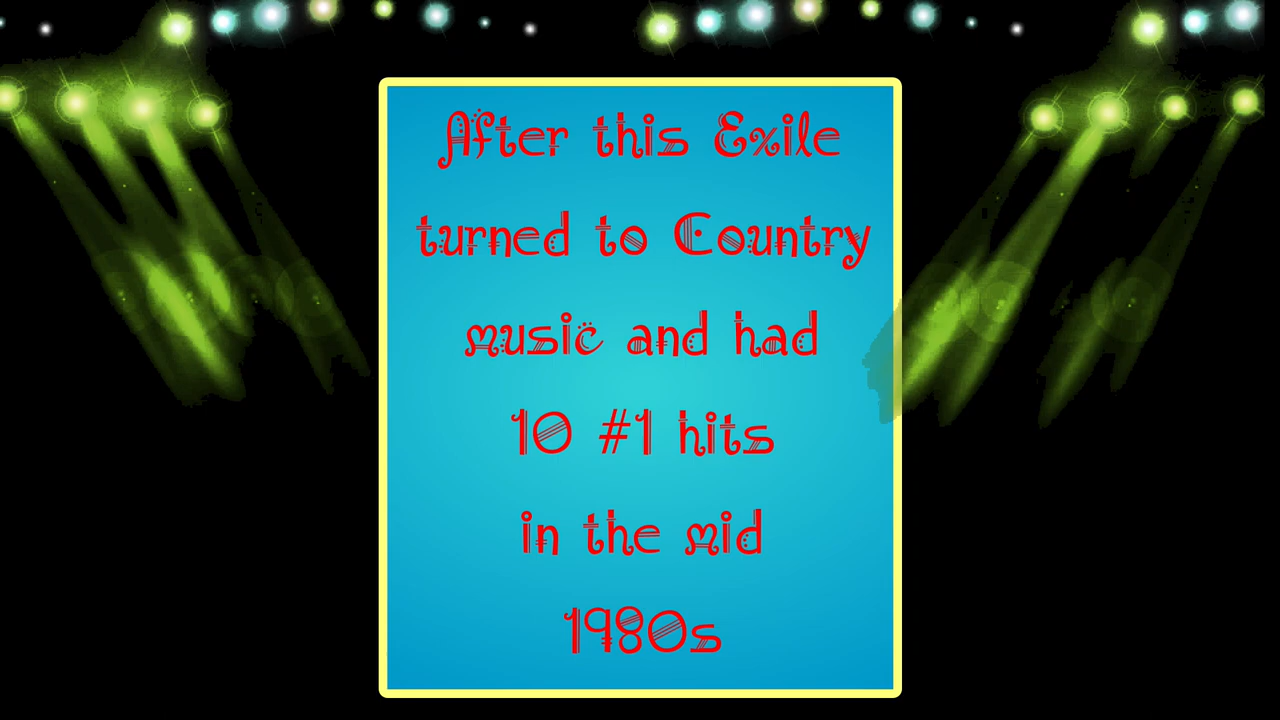 After this Exile
turned to Country
music and had
10 #1 hits
in the mid
1980s